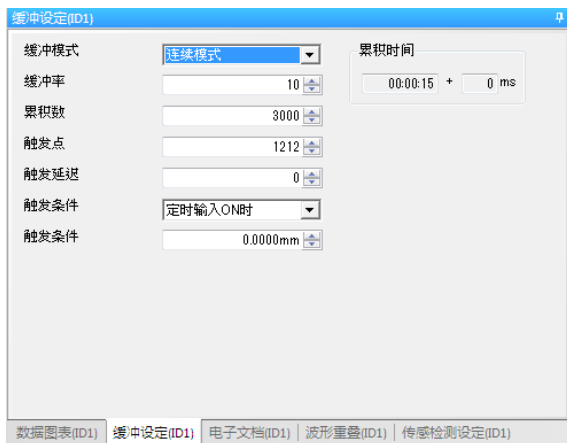 缓冲设定(ID1)
缓冲模式 连续模式 累积时间
缓冲率 10 00:00:15 + 0 ms
累积数 3000
触发点 1212
触发延迟 0
触发条件 定时输入ON时
触发条件 0.0000mm
数据图表(ID1) 缓冲设定(ID1) 电子文档(ID1) 波形重叠(ID1) 传感检测设定(ID1)